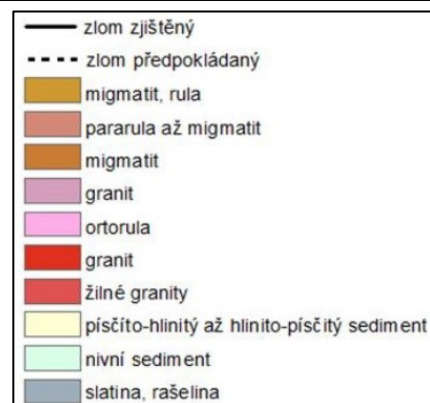 zlom zjištěný
zlom předpokládaný
migmatit, rula
pararula až migmatit
migmatit
granit
ortorula
granit
žilné granity
písčíto-hlinitý až hlinito-písčitý sediment
nivní sediment
slatina, rašelina